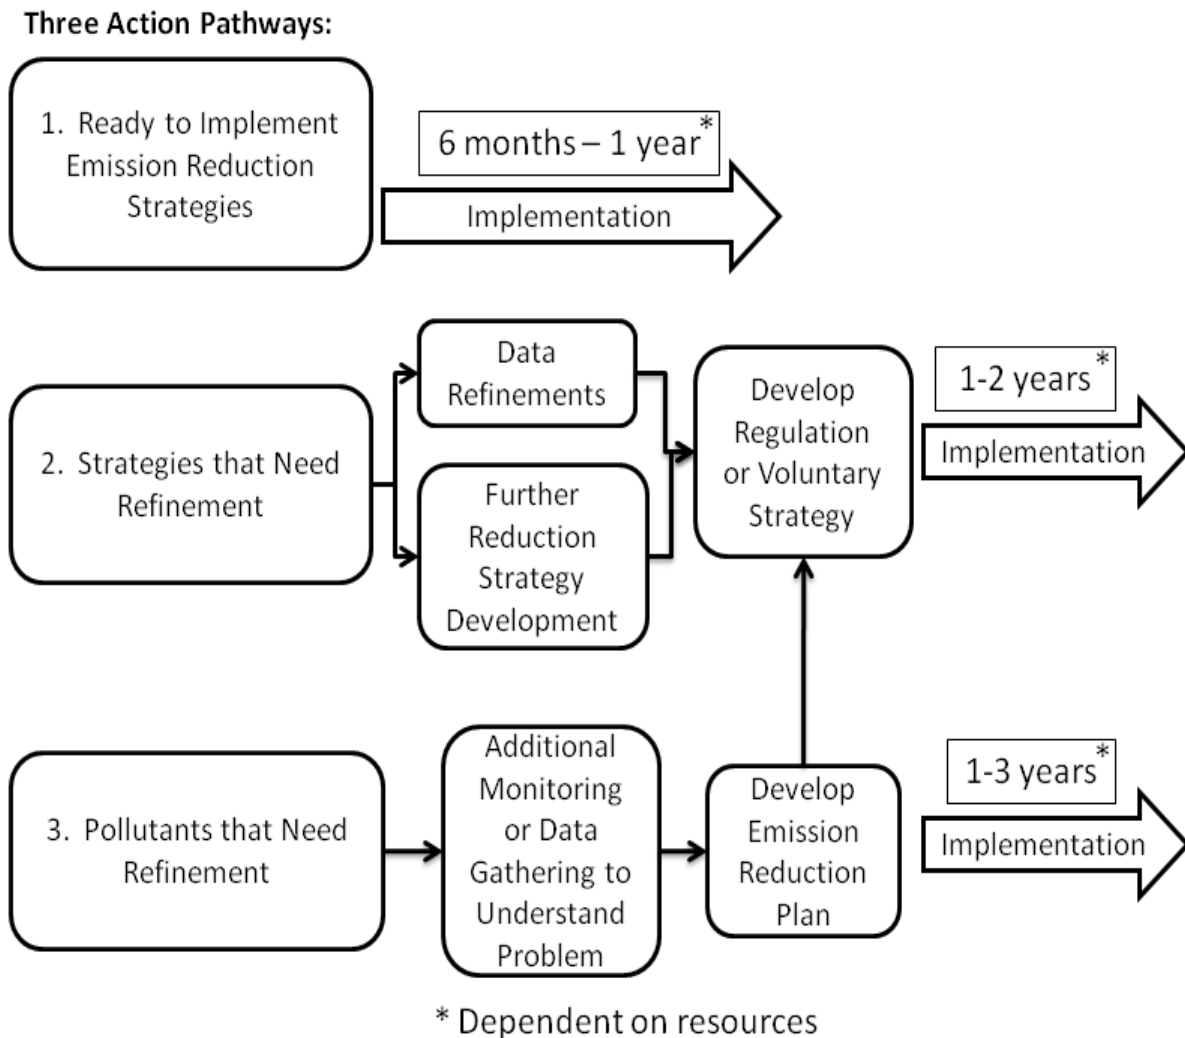 Three Action Pathways:
1. Ready to Implement
Emission Reduction
Strategies
6 months – 1 year*
Implementation
2. Strategies that Need
Refinement
Data
Refinements
Further
Reduction
Strategy
Development
Develop
Regulation
or Voluntary
Strategy
1-2 years*
Implementation
3. Pollutants that Need
Refinement
Additional
Monitoring
or Data
Gathering to
Understand
Problem
Develop
Emission
Reduction
Plan
1-3 years*
Implementation
* Dependent on resources